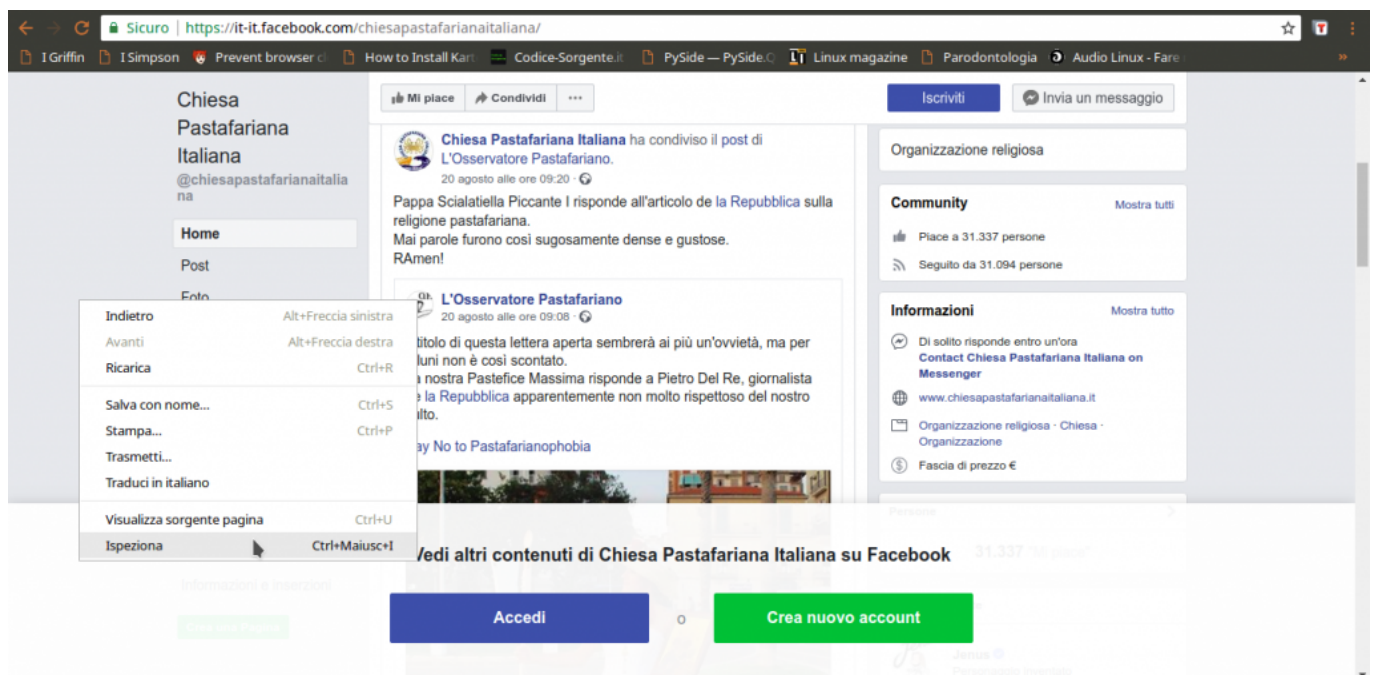 Sicuro | https://it-it.facebook.com/chiesapastafarianaitaliana/
I Griffin I Simpson Prevent browser How to Install Kart Codice-Sorgente.it PySide — PySide.Q Linux magazine Parodontologia Audio Linux - Fare
Chiesa
Pastafariana
Italiana
@chiesapastafarianaitalia
na
Home
Post
Foto
Mi piace Condividi ...
Iscriviti Invia un messaggio
Chiesa Pastafariana Italiana ha condiviso il post di
L'Osservatore Pastafariano.
20 agosto alle ore 09:20 ·
Pappa Scialatiella Piccante I risponde all'articolo de la Repubblica sulla
religione pastafariana.
Mai parole furono così sugosamente dense e gustose.
RAmen!
L'Osservatore Pastafariano
20 agosto alle ore 09:08 ·
titolo di questa lettera aperta sembrerà ai più un'ovvietà, ma per
luni non è così scontato.
a nostra Pastefice Massima risponde a Pietro Del Re, giornalista
la Repubblica apparentemente non molto rispettoso del nostro
ulto.
ay No to Pastafarianophobia
Organizzazione religiosa
Community Mostra tutti
Piace a 31.337 persone
Seguito da 31.094 persone
Informazioni Mostra tutto
Di solito risponde entro un'ora
Contact Chiesa Pastafariana Italiana on
Messenger
www.chiesapastafarianaitaliana.it
Organizzazione religiosa · Chiesa ·
Organizzazione
Fascia di prezzo €
Persone
31.337
Indietro Alt+Freccia sinistra
Avanti Alt+Freccia destra
Ricarica Ctrl+R
Salva con nome... Ctrl+S
Stampa... Ctrl+P
Trasmetti...
Traduci in italiano
Visualizza sorgente pagina Ctrl+U
Ispeziona Ctrl+Maiusc+I
Informazioni e inserzioni
Vedi altri contenuti di Chiesa Pastafariana Italiana su Facebook
Accedi o Crea nuovo account